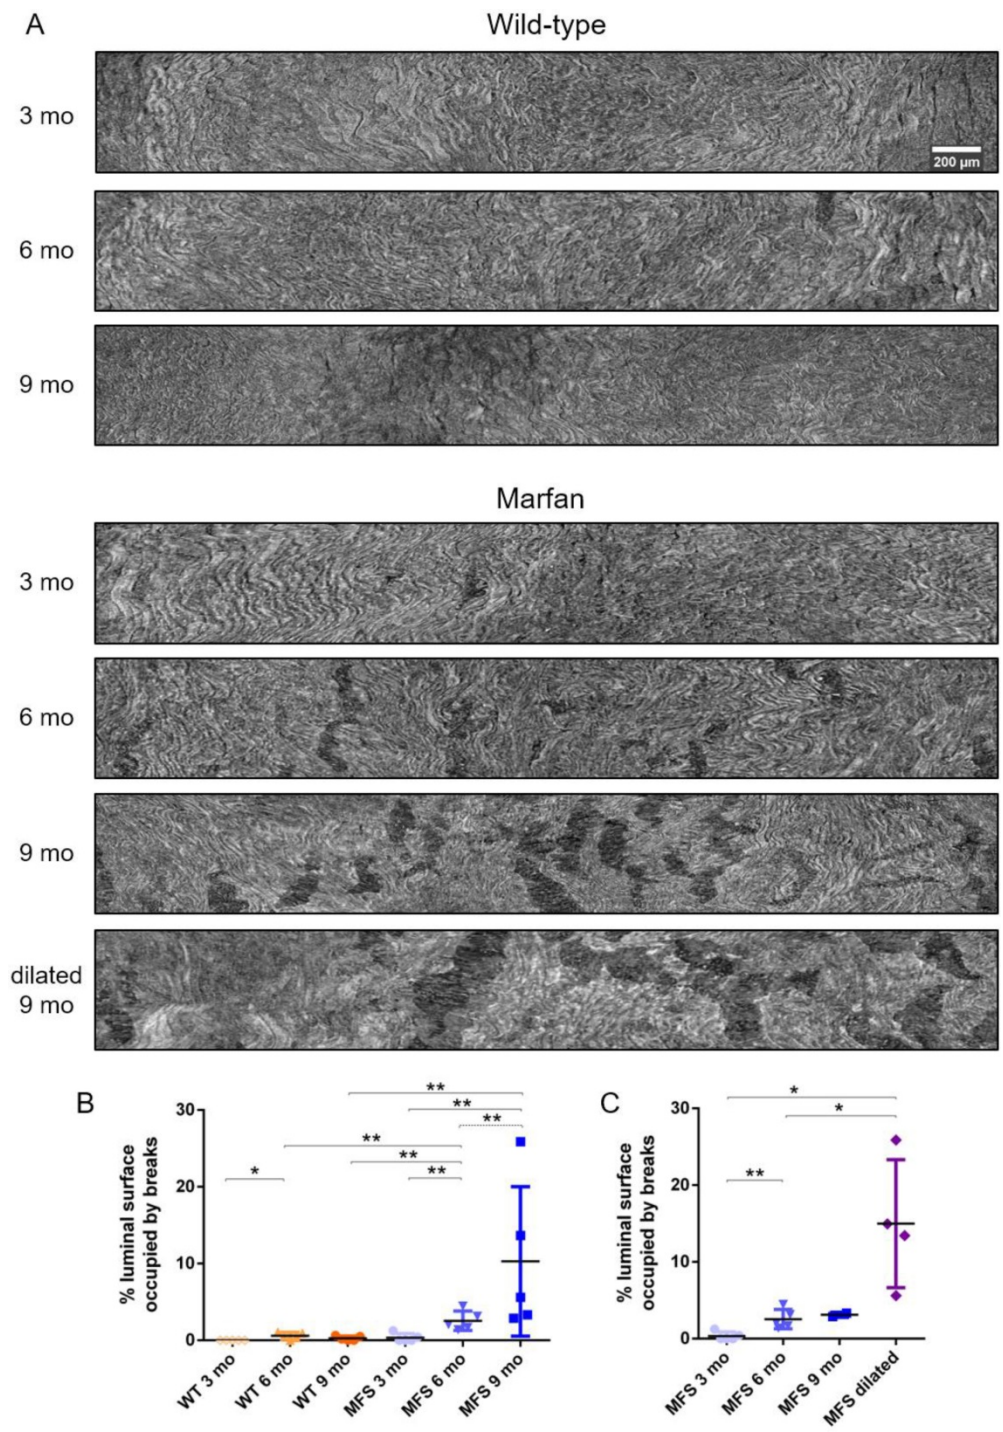 A
Wild-type
3 mo
200 µm
6 mo
9 mo
Marfan
3 mo
6 mo
9 mo
dilated
9 mo
B
% luminal surface
occupied by breaks
30
20
10
0
**
**
**
**
**
**
*
WT 3 mo
WT 6 mo
WT 9 mo
MFS 3 mo
MFS 6 mo
MFS 9 mo
C
% luminal surface
occupied by breaks
30
20
10
0
*
*
**
MFS 3 mo
MFS 6 mo
MFS 9 mo
MFS dilated